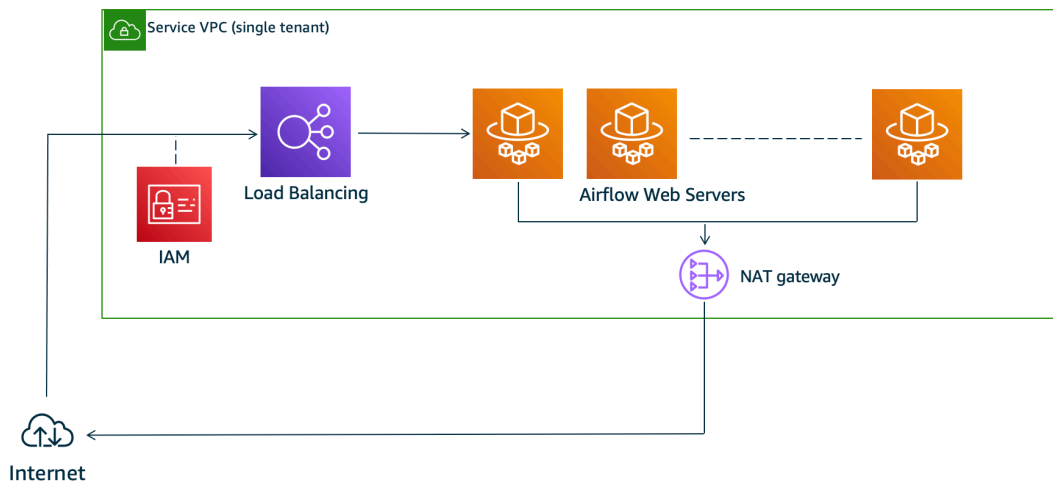 Service VPC (single tenant)
Load Balancing
Airflow Web Servers
IAM
NAT gateway
Internet